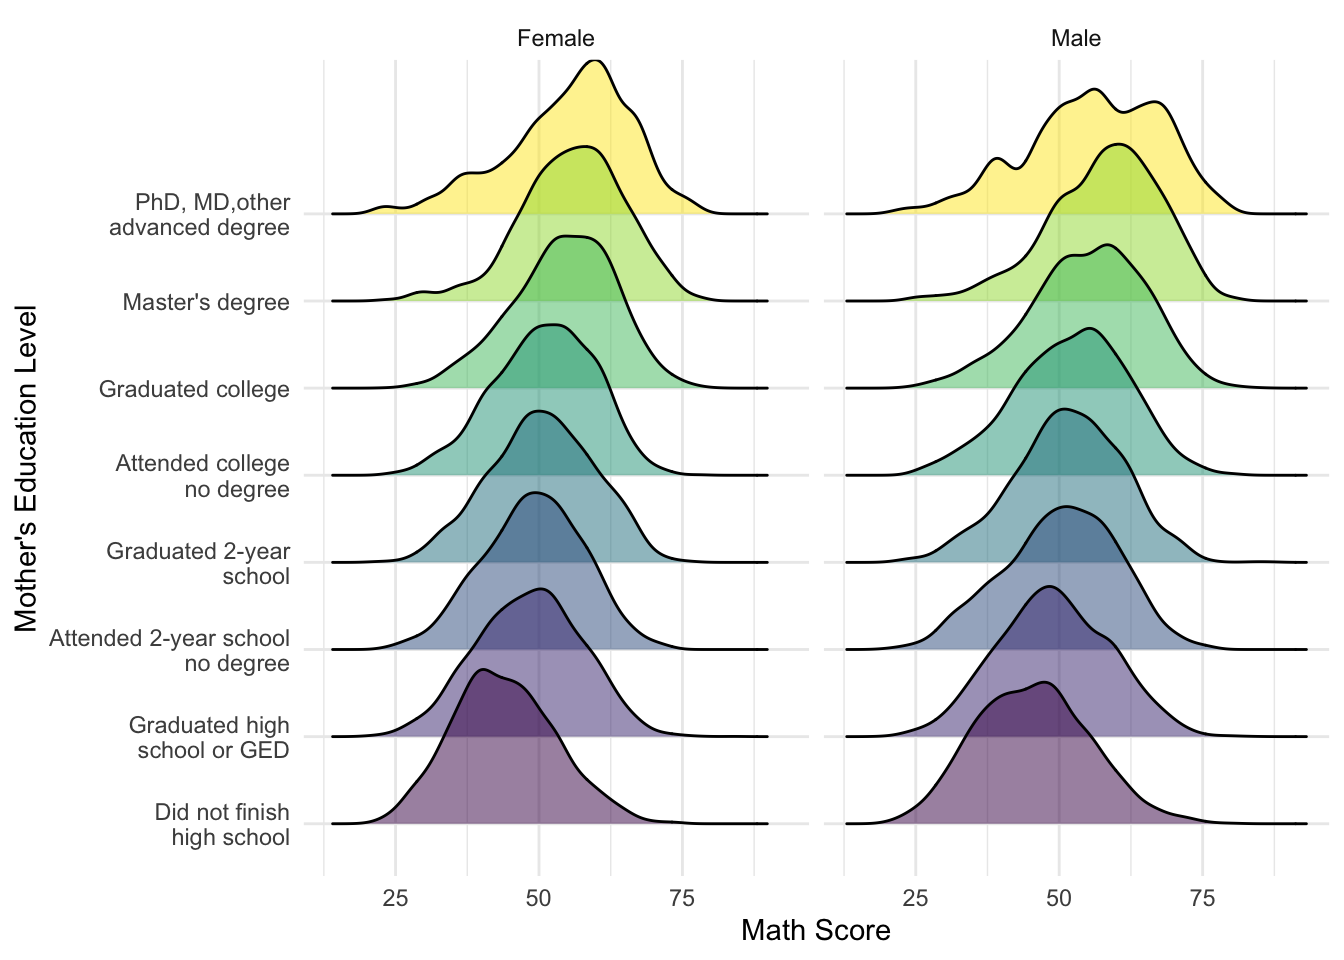 Female
Male
PhD, MD,other
advanced degree
Master's degree
Graduated college
Attended college
no degree
Graduated 2-year
school
Attended 2-year school
no degree
Graduated high
school or GED
Did not finish
high school
Mother's Education Level
25
50
75
25
50
75
Math Score